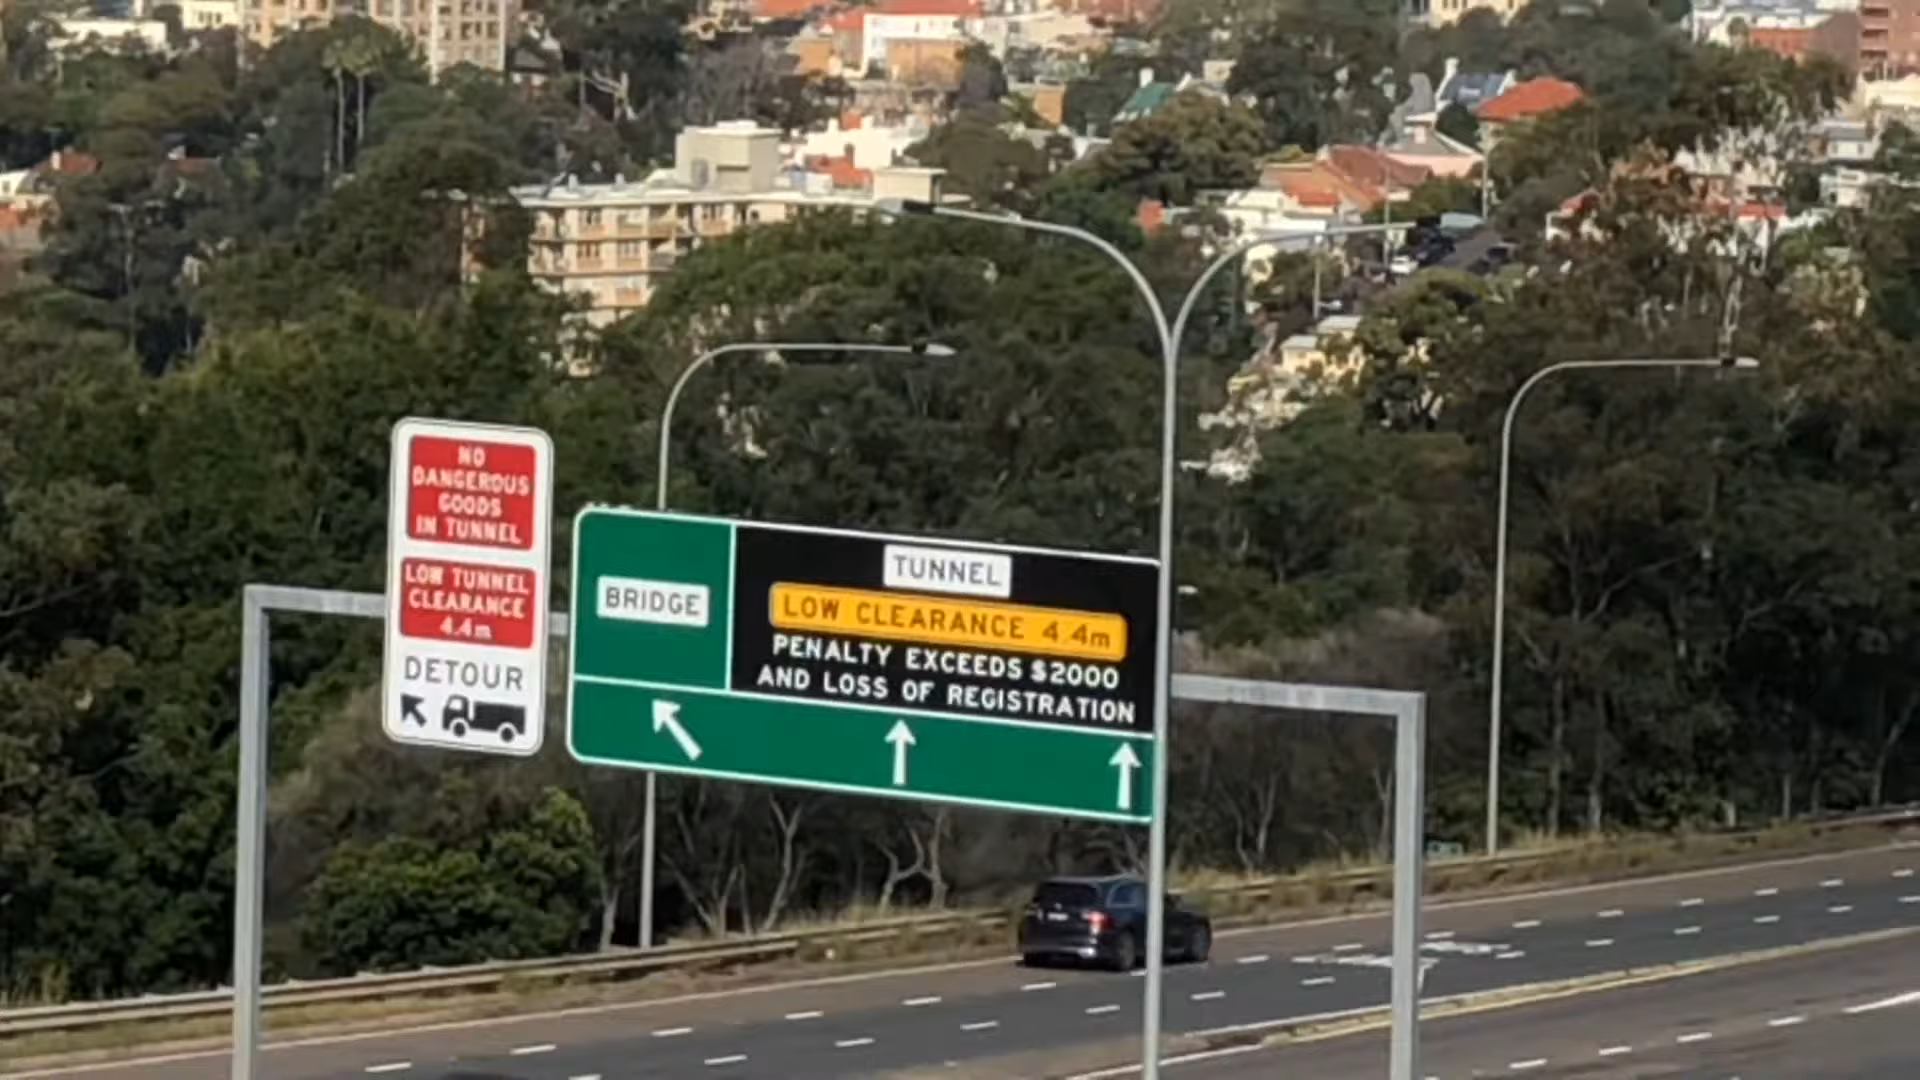 NO
DANGEROUS
GOODS
IN TUNNEL
LOW TUNNEL
CLEARANCE
4.4m
DETOUR
BRIDGE
TUNNEL
LOW CLEARANCE 4.4m
PENALTY EXCEEDS $2000
AND LOSS OF REGISTRATION